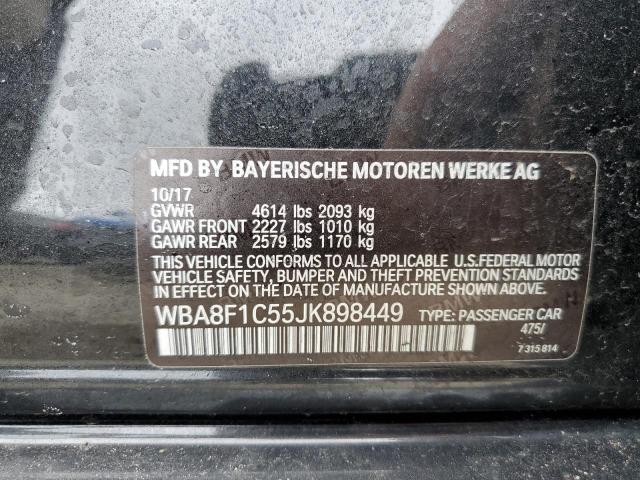 MFD BY BAYERISCHE MOTOREN WERKE AG
10/17
GVWR 4614 lbs 2093 kg
GAWR FRONT 2227 lbs 1010 kg
GAWR REAR 2579 lbs 1170 kg
THIS VEHICLE CONFORMS TO ALL APPLICABLE U.S.FEDERAL MOTOR
VEHICLE SAFETY, BUMPER AND THEFT PREVENTION STANDARDS
IN EFFECT ON THE DATE OF MANUFACTURE SHOWN ABOVE.
WBA8F1C55JK898449 TYPE: PASSENGER CAR
475/
7 315 814